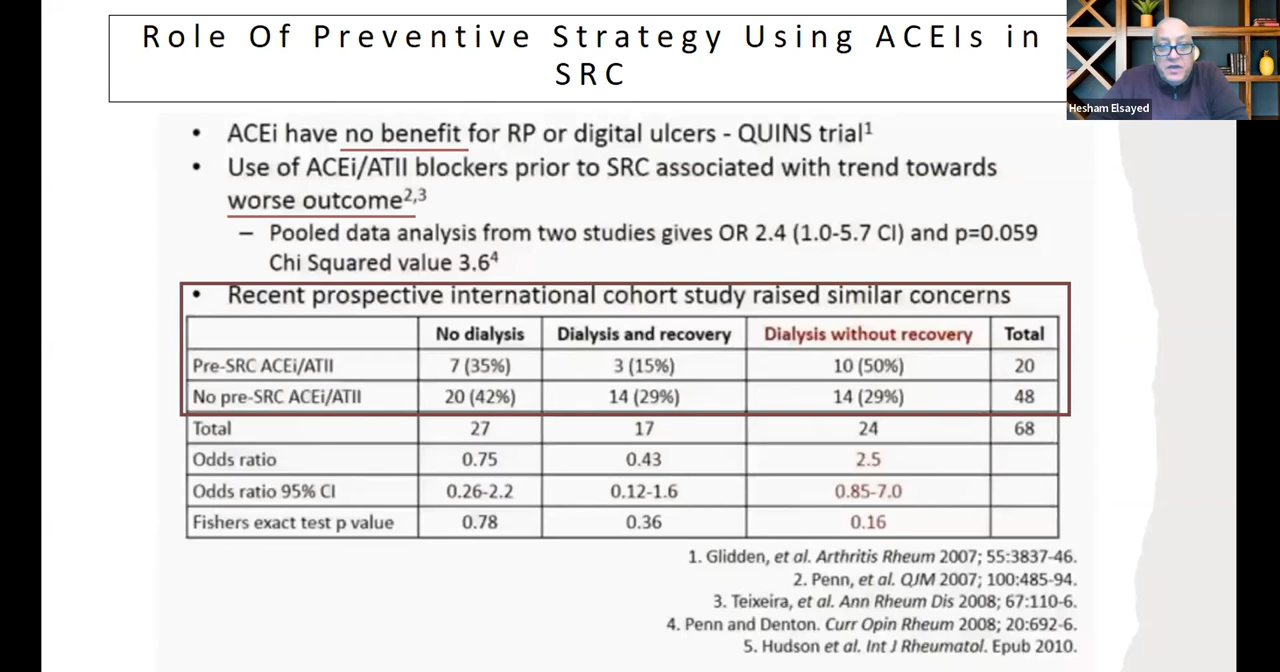 Role Of Preventive Strategy Using ACEIs in
SRC
Hesham Elsayed
• ACEi have no benefit for RP or digital ulcers - QUINS trial¹
• Use of ACEi/ATII blockers prior to SRC associated with trend towards
worse outcome²,³
– Pooled data analysis from two studies gives OR 2.4 (1.0-5.7 CI) and p=0.059
Chi Squared value 3.6⁴
• Recent prospective international cohort study raised similar concerns
No dialysis Dialysis and recovery Dialysis without recovery Total
Pre-SRC ACEi/ATII 7 (35%) 3 (15%) 10 (50%) 20
No pre-SRC ACEi/ATII 20 (42%) 14 (29%) 14 (29%) 48
Total 27 17 24 68
Odds ratio 0.75 0.43 2.5
Odds ratio 95% CI 0.26-2.2 0.12-1.6 0.85-7.0
Fishers exact test p value 0.78 0.36 0.16
1. Glidden, et al. Arthritis Rheum 2007; 55:3837-46.
2. Penn, et al. QJM 2007; 100:485-94.
3. Teixeira, et al. Ann Rheum Dis 2008; 67:110-6.
4. Penn and Denton. Curr Opin Rheum 2008; 20:692-6.
5. Hudson et al. Int J Rheumatol. Epub 2010.